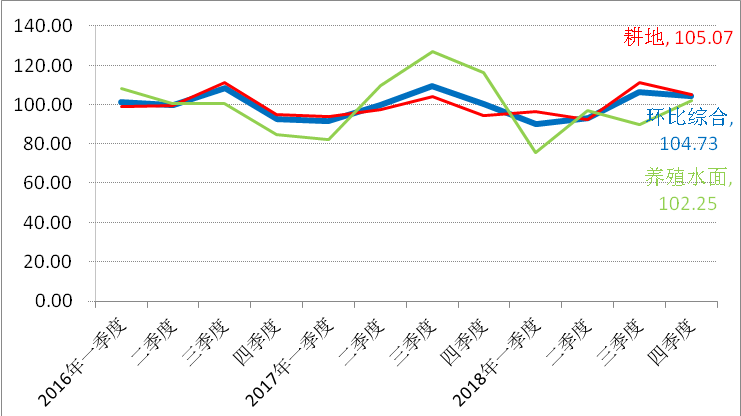 140.00
120.00
100.00
80.00
60.00
40.00
20.00
0.00
耕地, 105.07
环比综合,
104.73
养殖水面,
102.25
2016年一季度
二季度
三季度
四季度
2017年一季度
二季度
三季度
四季度
2018年一季度
二季度
三季度
四季度